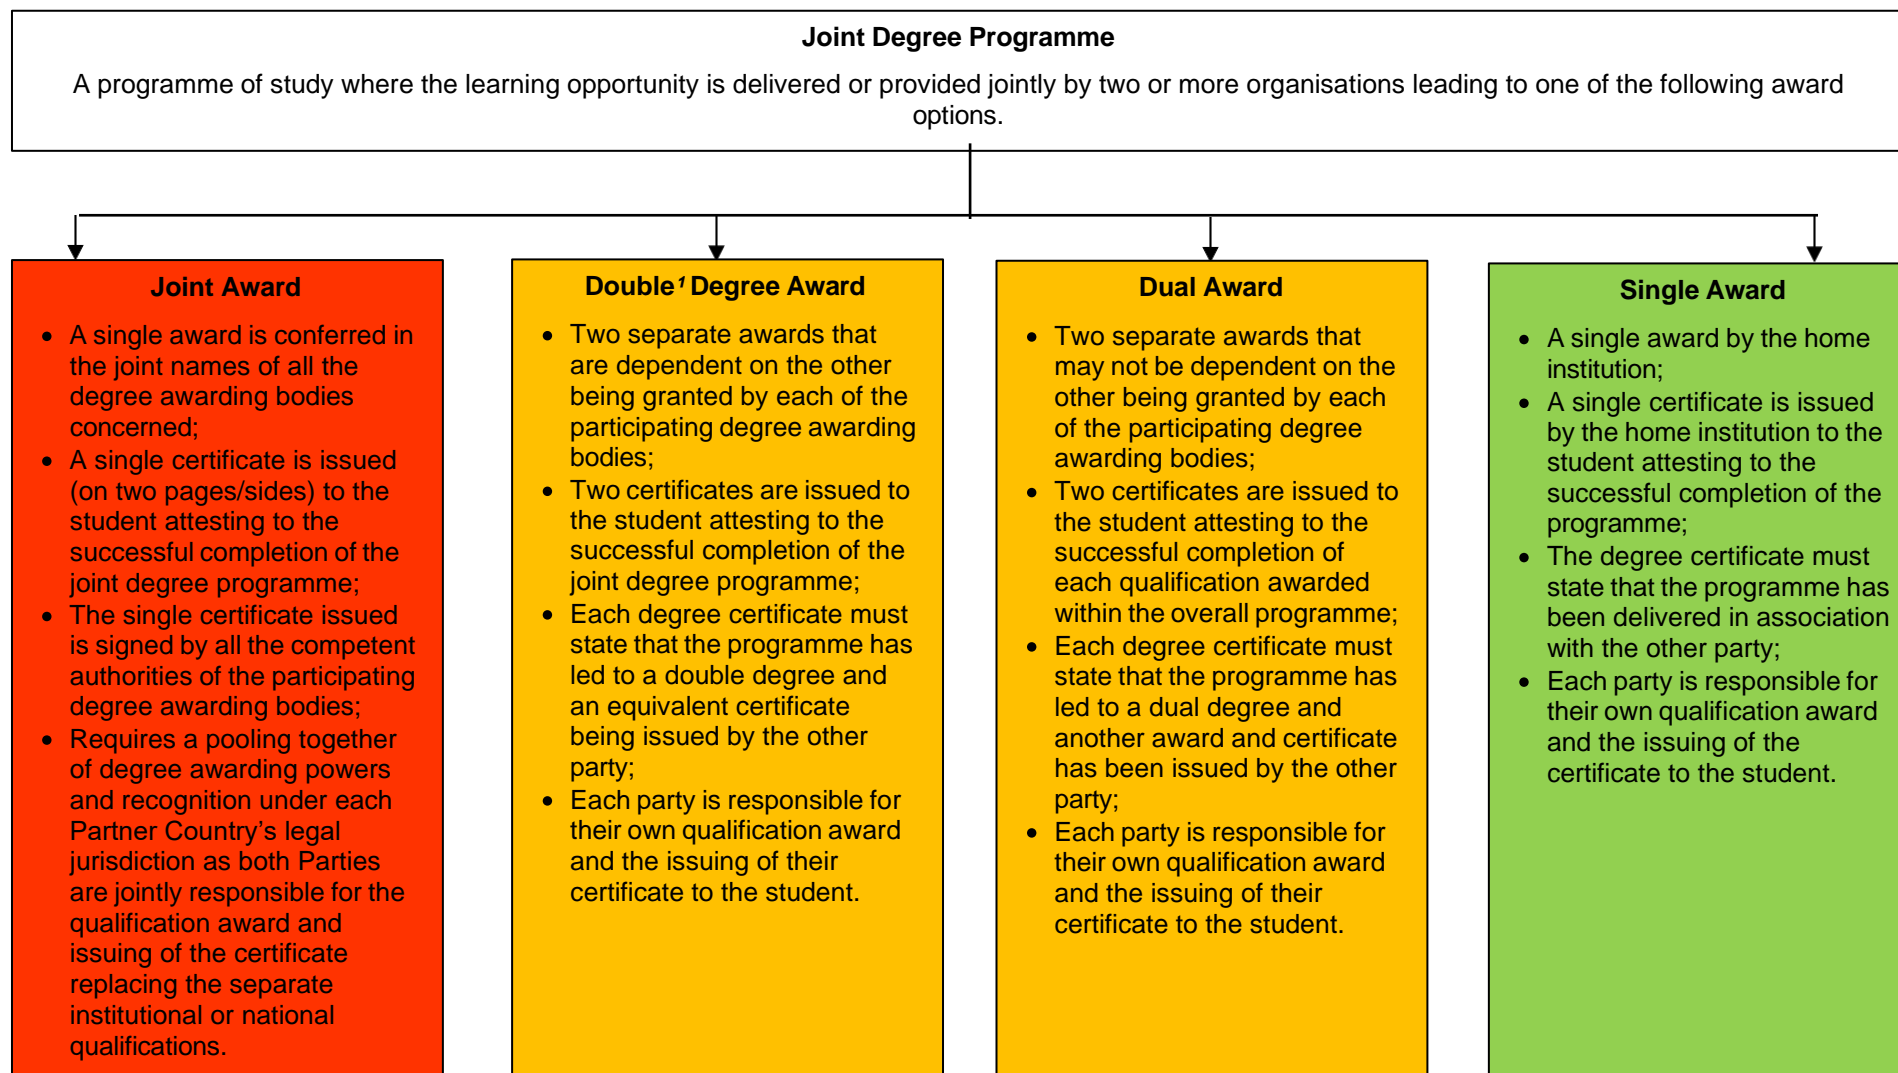 Joint Degree Programme
A programme of study where the learning opportunity is delivered or provided jointly by two or more organisations leading to one of the following award
options.
Joint Award
• A single award is conferred in
the joint names of all the
degree awarding bodies
concerned;
• A single certificate is issued
(on two pages/sides) to the
student attesting to the
successful completion of the
joint degree programme;
• The single certificate issued
is signed by all the competent
authorities of the participating
degree awarding bodies;
• Requires a pooling together
of degree awarding powers
and recognition under each
Partner Country’s legal
jurisdiction as both Parties
are jointly responsible for the
qualification award and
issuing of the certificate
replacing the separate
institutional or national
qualifications.
Double¹ Degree Award
• Two separate awards that
are dependent on the other
being granted by each of the
participating degree awarding
bodies;
• Two certificates are issued to
the student attesting to the
successful completion of the
joint degree programme;
• Each degree certificate must
state that the programme has
led to a double degree and
an equivalent certificate
being issued by the other
party;
• Each party is responsible for
their own qualification award
and the issuing of their
certificate to the student.
Dual Award
• Two separate awards that
may not be dependent on the
other being granted by each
of the participating degree
awarding bodies;
• Two certificates are issued to
the student attesting to the
successful completion of
each qualification awarded
within the overall programme;
• Each degree certificate must
state that the programme has
led to a dual degree and
another award and certificate
has been issued by the other
party;
• Each party is responsible for
their own qualification award
and the issuing of their
certificate to the student.
Single Award
• A single award by the home
institution;
• A single certificate is issued
by the home institution to the
student attesting to the
successful completion of the
programme;
• The degree certificate must
state that the programme has
been delivered in association
with the other party;
• Each party is responsible for
their own qualification award
and the issuing of the
certificate to the student.